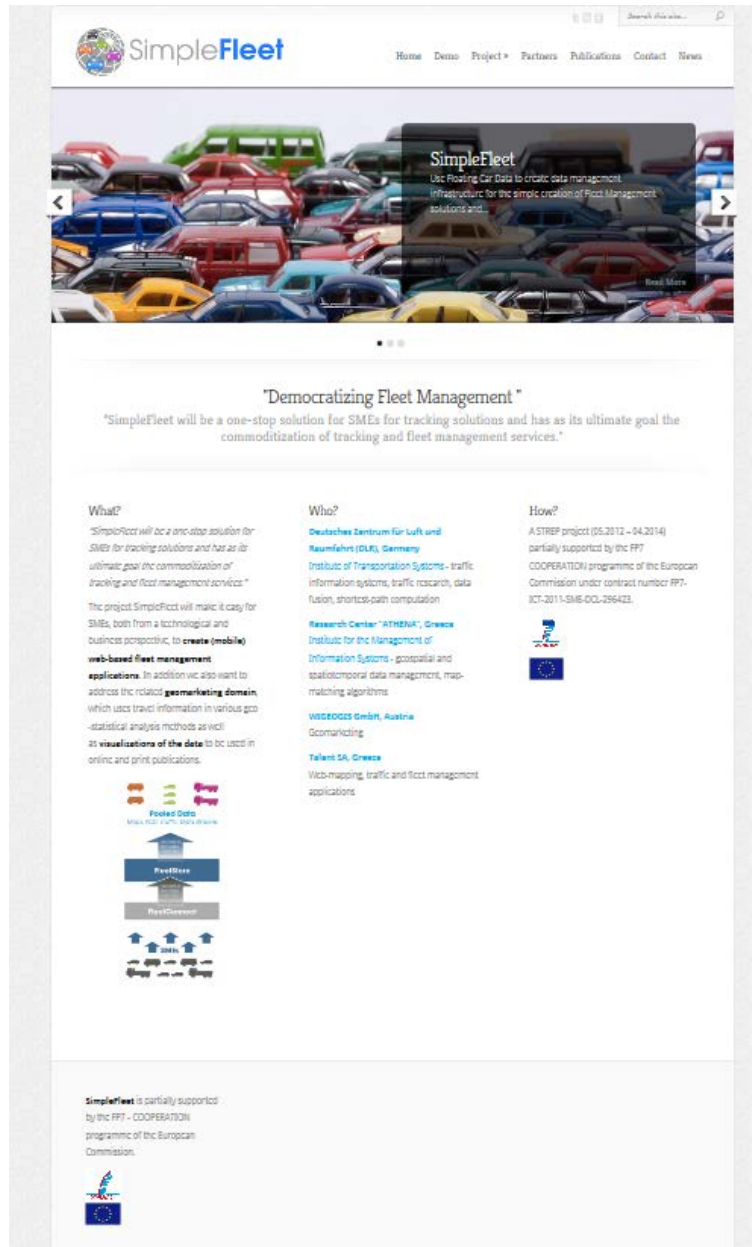 Search this site...
SimpleFleet
Home Demo Project » Partners Publications Contact News
SimpleFleet
Use Floating Car Data to create data management
infrastructure for the simple creation of Fleet Management
solutions and...
Read More
"Democratizing Fleet Management "
"SimpleFleet will be a one-stop solution for SMEs for tracking solutions and has as its ultimate goal the
commoditization of tracking and fleet management services."
What?
"SimpleFleet will be a one-stop solution for
SMEs for tracking solutions and has as its
ultimate goal the commoditization of
tracking and fleet management services."
The project SimpleFleet will make it easy for
SMEs, both from a technological and
business perspective, to create (mobile)
web-based fleet management
applications. In addition we also want to
address the related geomarketing domain,
which uses travel information in various geo
-statistical analysis methods as well
as visualizations of the data to be used in
online and print publications.
Pooled Data
FleetStore
FleetConnect
SMEs
Who?
Deutsches Zentrum für Luft und
Raumfahrt (DLR), Germany
Institute of Transportation Systems - traffic
information systems, traffic research, data
fusion, shortest-path computation
Research Center "ATHENA", Greece
Institute for the Management of
Information Systems - geospatial and
spatiotemporal data management, map-
matching algorithms
WIGEOGIS GmbH, Austria
Geomarketing
Talent SA, Greece
Web-mapping, traffic and fleet management
applications
How?
A STREP project (05.2012 – 04.2014)
partially supported by the FP7
COOPERATION programme of the European
Commission under contract number FP7-
ICT-2011-SME-DCL-296423.
SimpleFleet is partially supported
by the FP7 - COOPERATION
programme of the European
Commission.